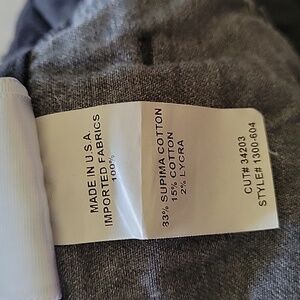 MADE IN U.S.A.
IMPORTED FABRICS
100%
33% SUPIMA COTTON
15% COTTON
2% LYCRA
CUT# 34203
STYLE# 1300-604